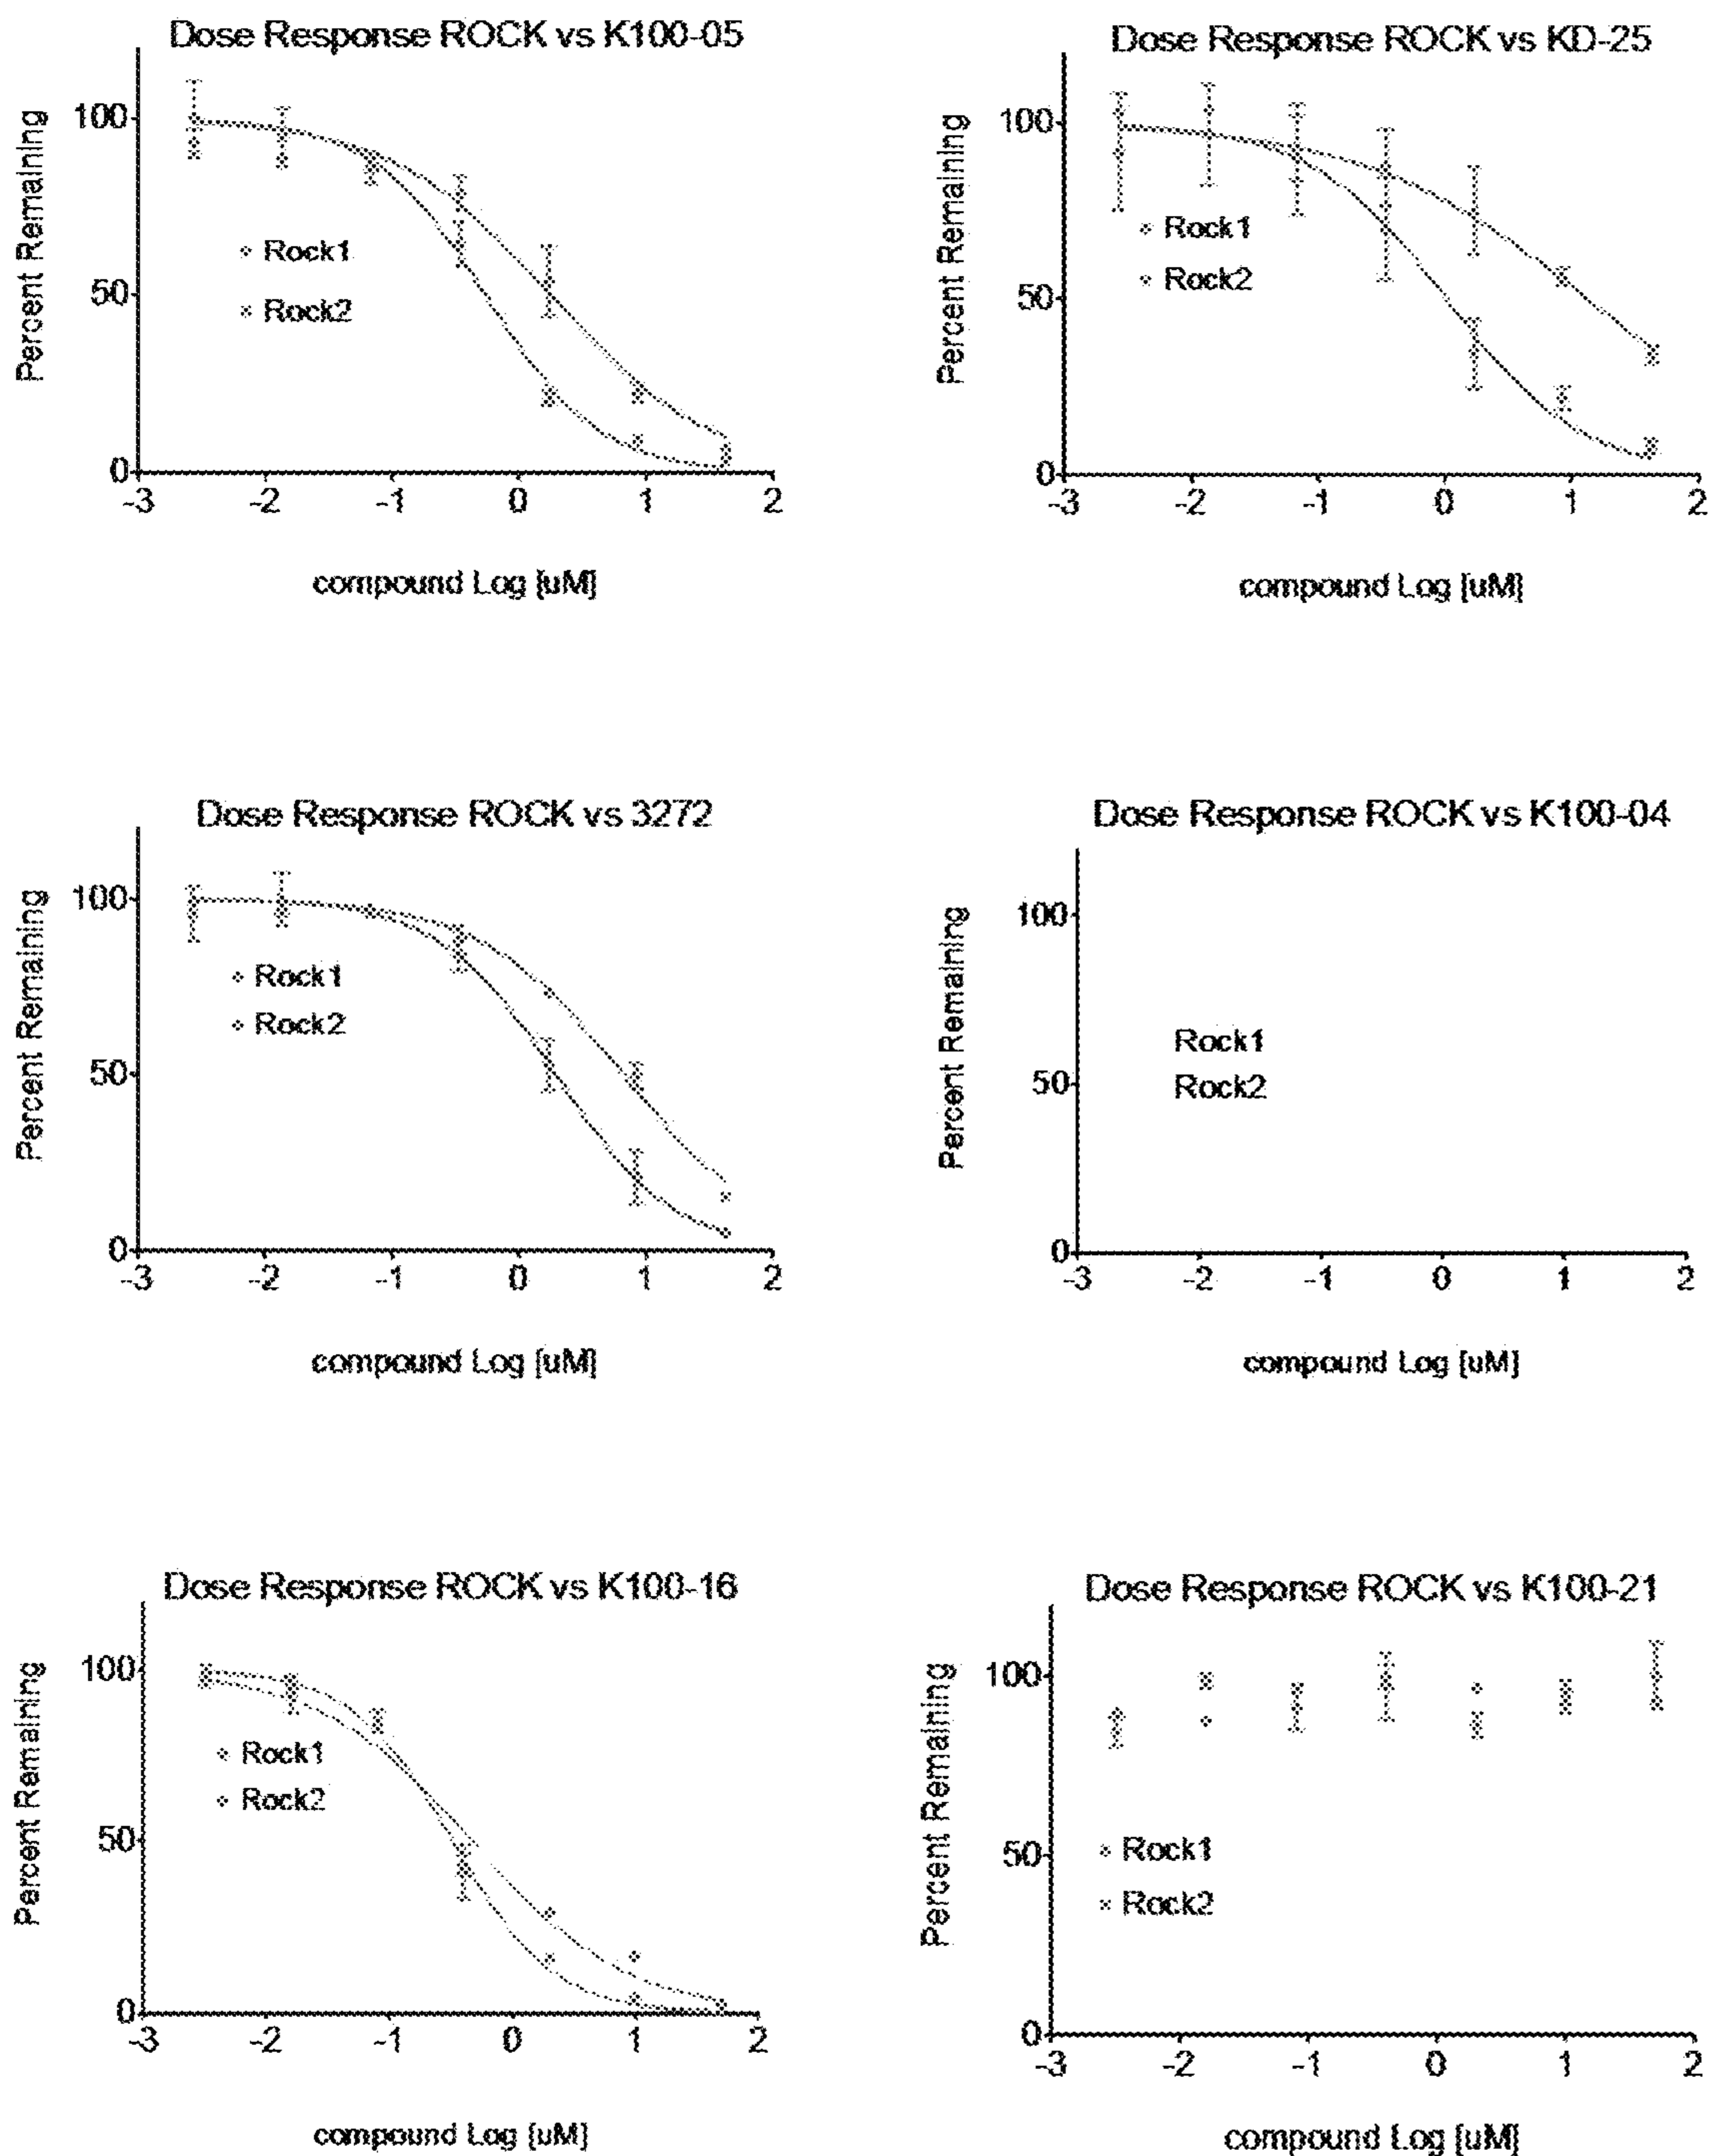 Dose Response ROCK vs K100-05
Percent Remaining
100
50
0
Rock1
Rock2
-3 -2 -1 0 1 2
compound Log [uM]
Dose Response ROCK vs KD-25
Percent Remaining
100
50
0
Rock1
Rock2
-3 -2 -1 0 1 2
compound Log [uM]
Dose Response ROCK vs 3272
Percent Remaining
100
50
0
Rock1
Rock2
-3 -2 -1 0 1 2
compound Log [uM]
Dose Response ROCK vs K100-04
Percent Remaining
100
50
0
Rock1
Rock2
-3 -2 -1 0 1 2
compound Log [uM]
Dose Response ROCK vs K100-16
Percent Remaining
100
50
0
Rock1
Rock2
-3 -2 -1 0 1 2
compound Log [uM]
Dose Response ROCK vs K100-21
Percent Remaining
100
50
0
Rock1
Rock2
-3 -2 -1 0 1 2
compound Log [uM]